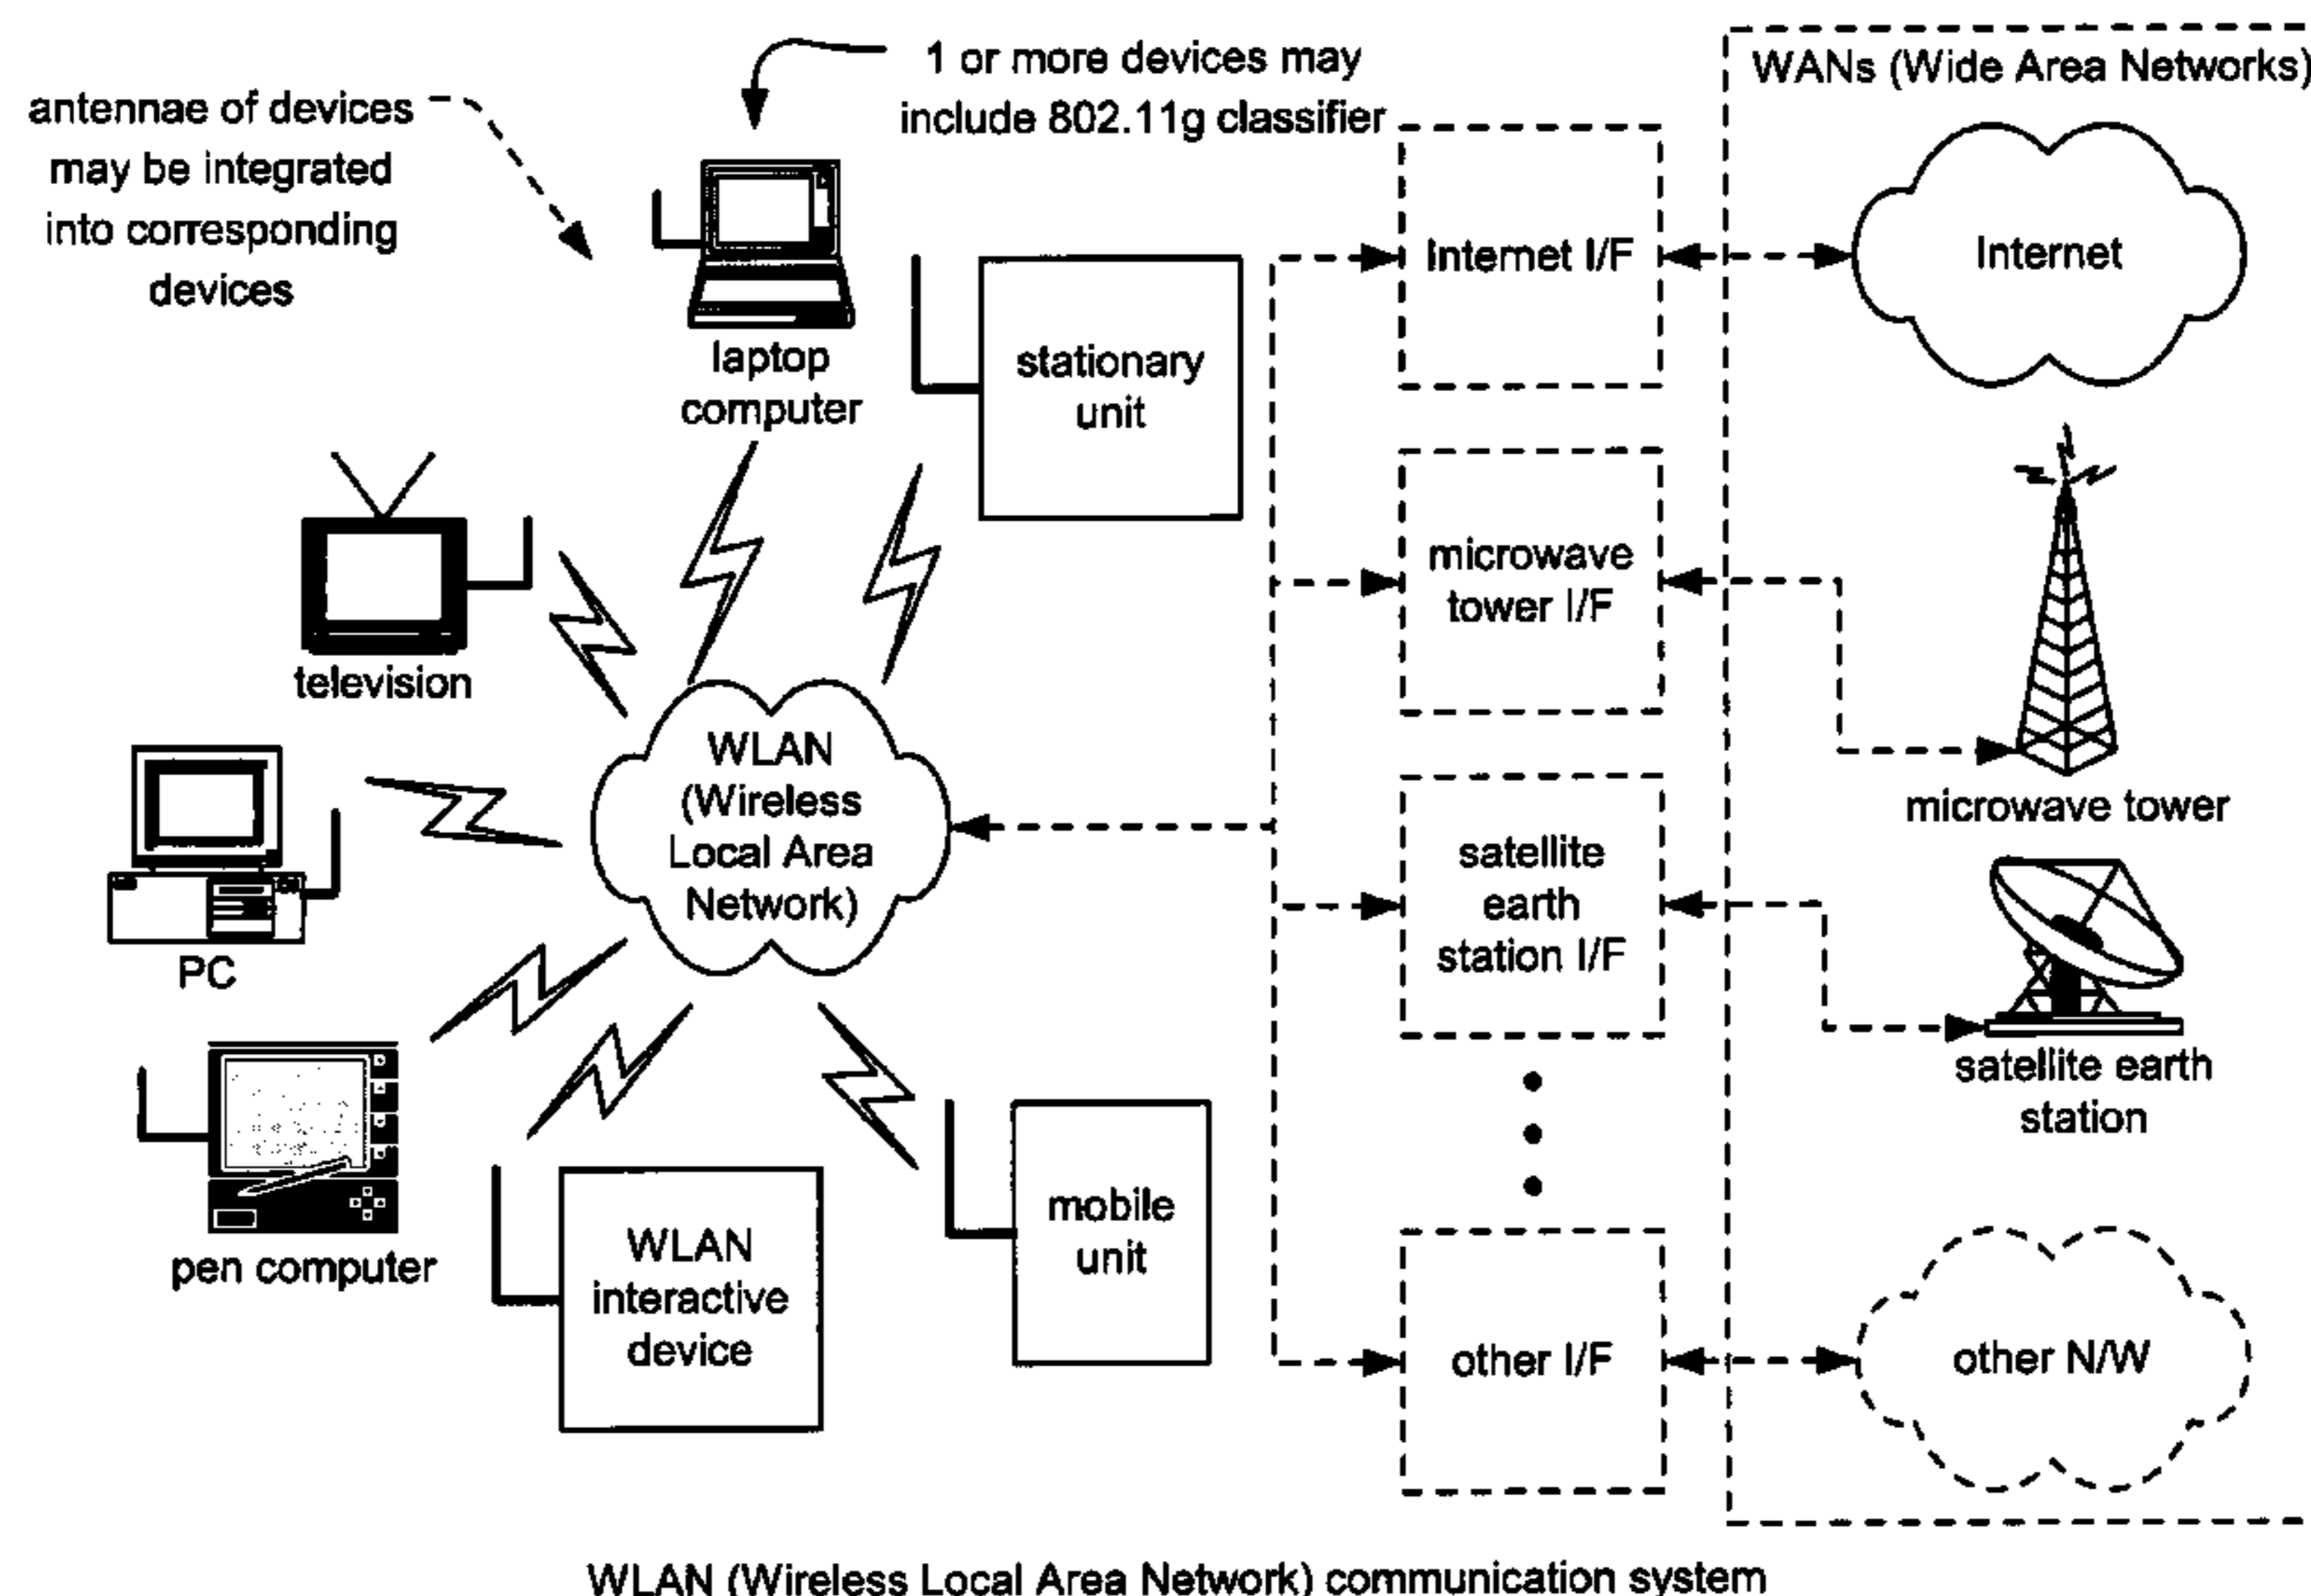 antennae of devices
may be integrated
into corresponding
devices
1 or more devices may
include 802.11g classifier
WANs (Wide Area Networks)
laptop
computer
stationary
unit
Internet I/F
Internet
television
microwave
tower I/F
microwave tower
WLAN
(Wireless
Local Area
Network)
PC
satellite
earth
station I/F
satellite earth
station
pen computer
WLAN
interactive
device
mobile
unit
other I/F
other N/W
WLAN (Wireless Local Area Network) communication system